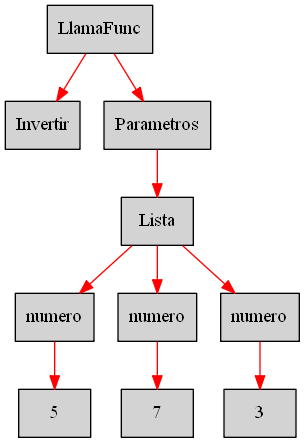 LlamaFunc
Invertir
Parametros
Lista
numero
numero
numero
5
7
3